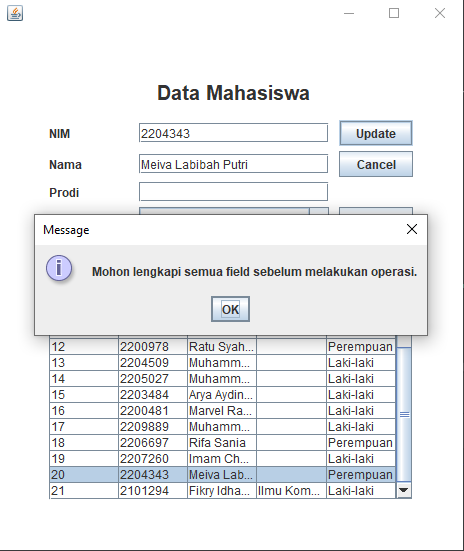 Data Mahasiswa
NIM 2204343 Update
Nama Meiva Labibah Putri Cancel
Prodi
Message
Mohon lengkapi semua field sebelum melakukan operasi.
OK
12 2200978 Ratu Syah... Perempuan
13 2204509 Muhamm... Laki-laki
14 2205027 Muhamm... Laki-laki
15 2203484 Arya Aydin... Laki-laki
16 2200481 Marvel Ra... Laki-laki
17 2209889 Muhamm... Laki-laki
18 2206697 Rifa Sania Perempuan
19 2207260 Imam Ch... Laki-laki
20 2204343 Meiva Lab... Perempuan
21 2101294 Fikry Idha... Ilmu Kom... Laki-laki